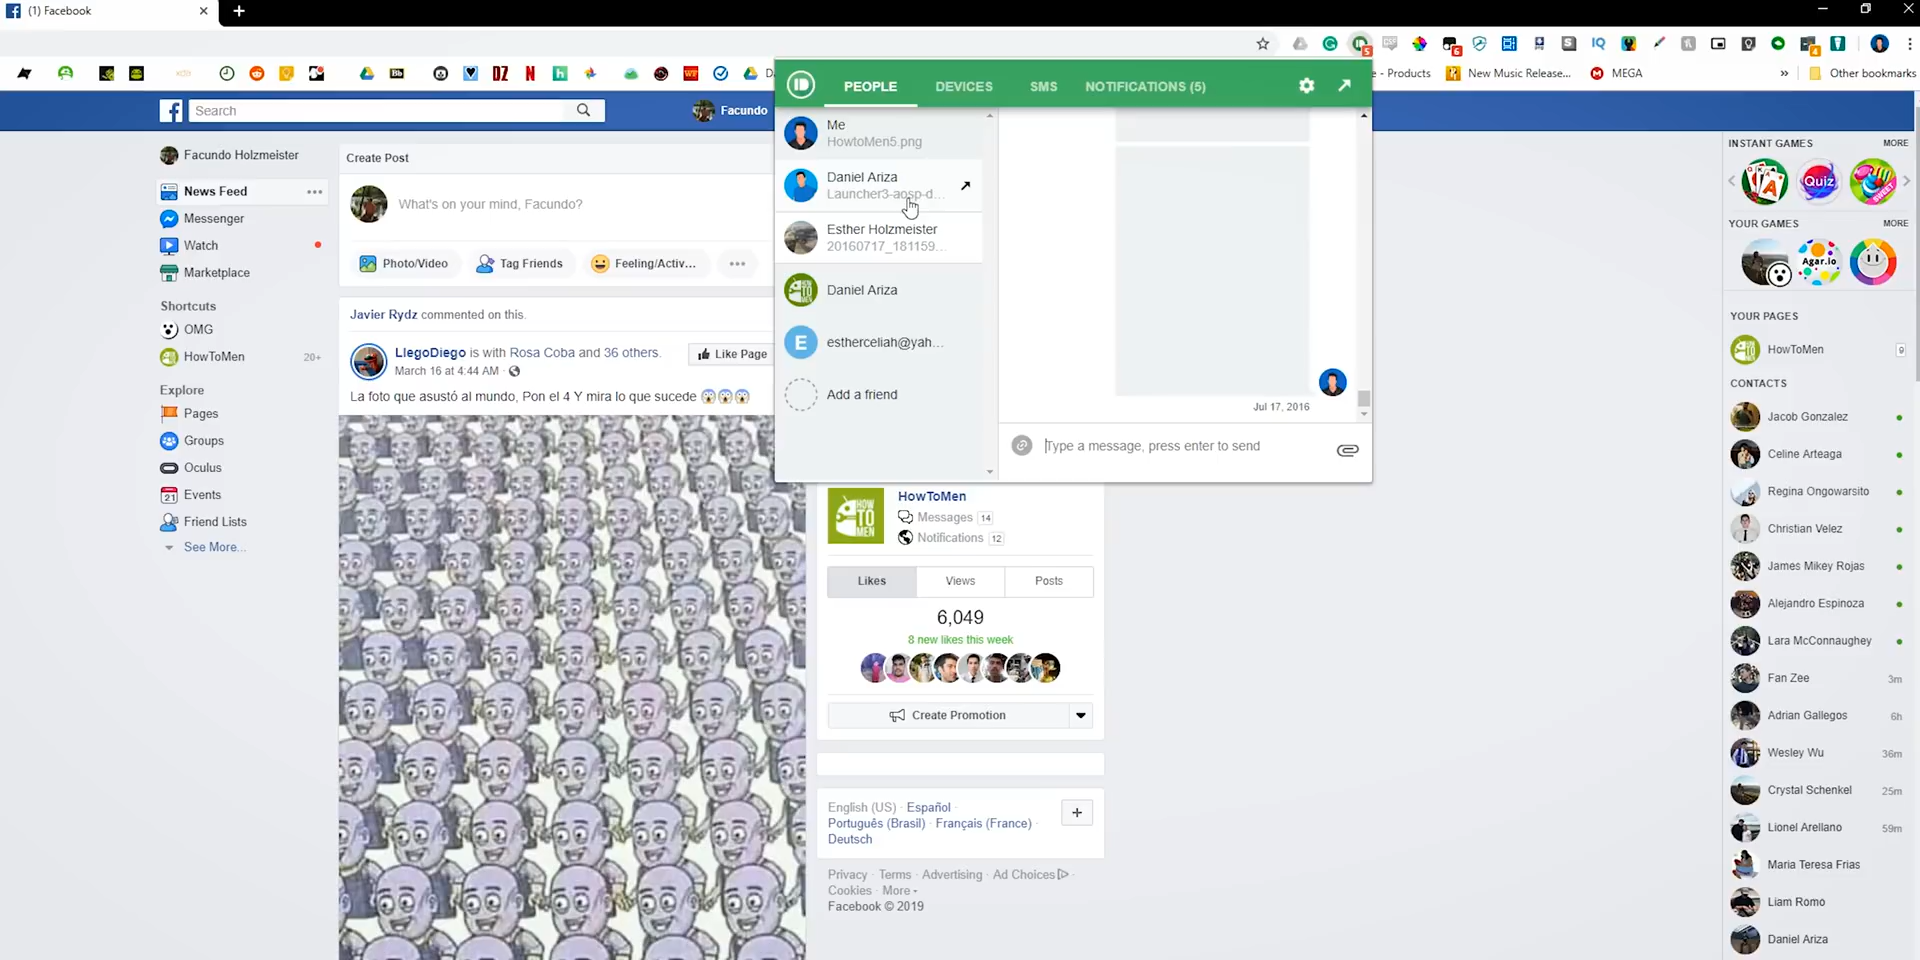 (1) Facebook
- Products
New Music Release...
MEGA
»
Other bookmarks
Search
Facundo
PEOPLE
DEVICES
SMS
NOTIFICATIONS (5)
Me
HowtoMen5.png
Daniel Ariza
Launcher3-aosp-d...
Esther Holzmeister
20160717_181159...
Daniel Ariza
E
estherceliah@yah...
Add a friend
Jul 17, 2016
Type a message, press enter to send
Facundo Holzmeister
News Feed
Messenger
Watch
Marketplace
Shortcuts
OMG
HowToMen 20+
Explore
Pages
Groups
Oculus
Events
Friend Lists
See More...
Create Post
What's on your mind, Facundo?
Photo/Video
Tag Friends
Feeling/Activ...
Javier Rydz commented on this.
LlegoDiego is with Rosa Coba and 36 others.
March 16 at 4:44 AM ·
Like Page
La foto que asustó al mundo, Pon el 4 Y mira lo que sucede 😱😱😱
HOW TO MEN
HowToMen
Messages 14
Notifications 12
Likes
Views
Posts
6,049
8 new likes this week
Create Promotion
English (US) · Español ·
Português (Brasil) · Français (France) ·
Deutsch
+
Privacy · Terms · Advertising · Ad Choices ·
Cookies · More
Facebook © 2019
INSTANT GAMES MORE
Quiz
YOUR GAMES MORE
Agar.io
YOUR PAGES
HowToMen 9
CONTACTS
Jacob Gonzalez
Celine Arteaga
Regina Ongowarsito
Christian Velez
James Mikey Rojas
Alejandro Espinoza
Lara McConnaughey
Fan Zee 3m
Adrian Gallegos 6h
Wesley Wu 36m
Crystal Schenkel 25m
Lionel Arellano 59m
Maria Teresa Frias
Liam Romo
Daniel Ariza